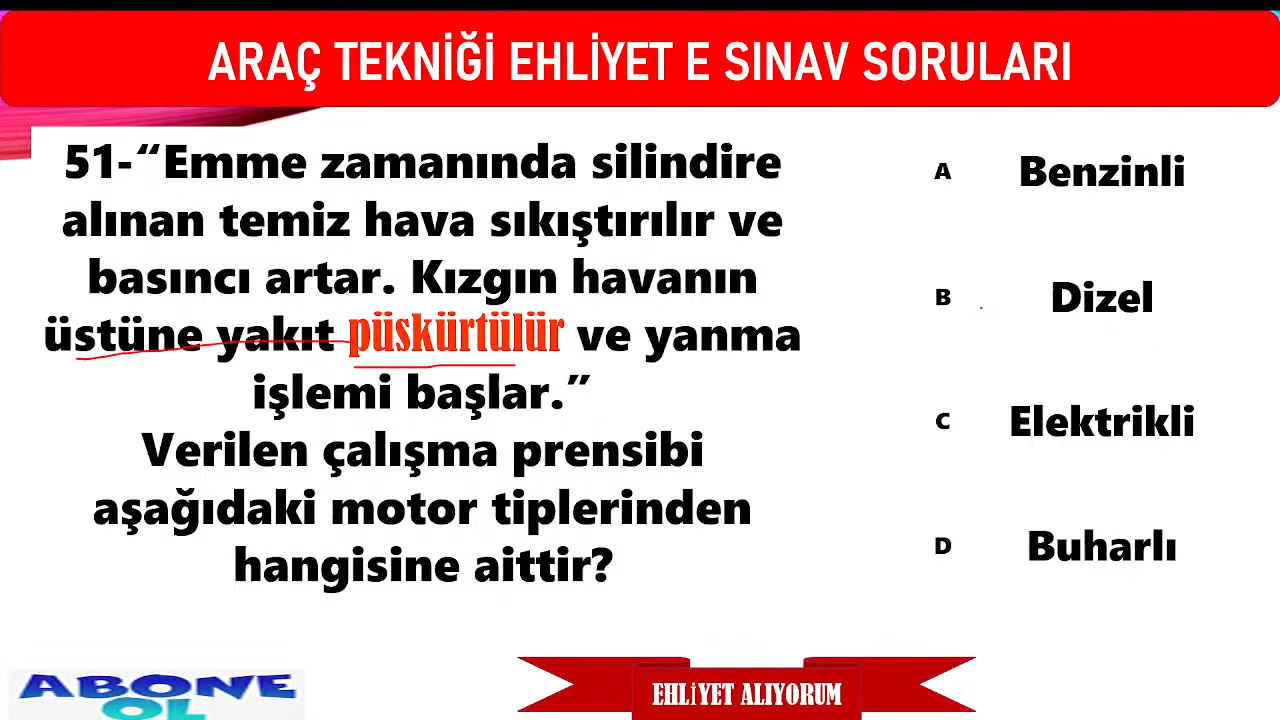 ARAÇ TEKNİĞİ EHLİYET E SINAV SORULARI
51-“Emme zamanında silindire
alınan temiz hava sıkıştırılır ve
basıncı artar. Kızgın havanın
üstüne yakıt püskürtülür ve yanma
işlemi başlar.”
Verilen çalışma prensibi
aşağıdaki motor tiplerinden
hangisine aittir?
A Benzinli
B Dizel
C Elektrikli
D Buharlı
ABONE
OL
EHLİYET ALIYORUM